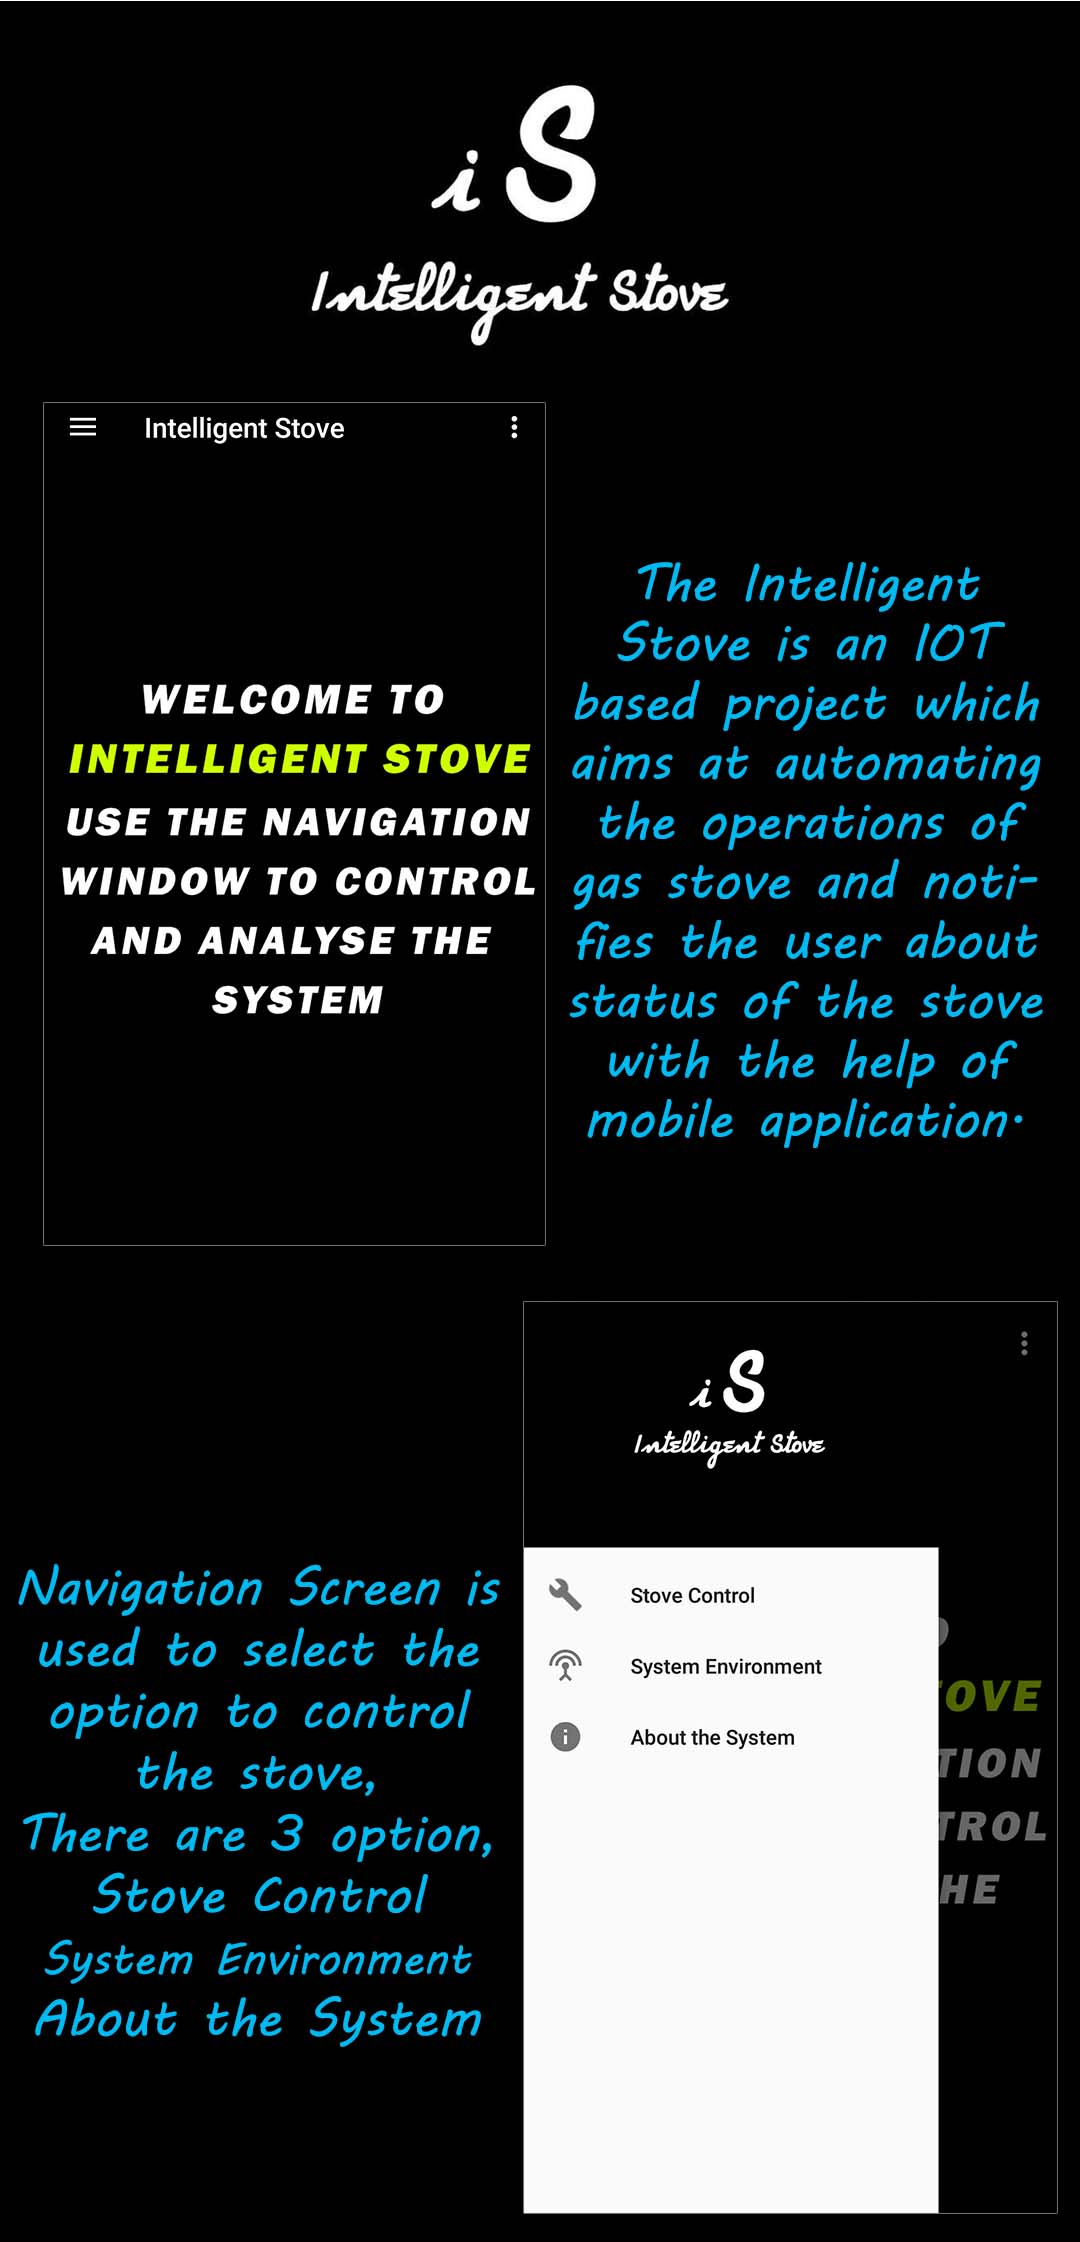 iS
Intelligent Stove
Intelligent Stove
WELCOME TO
INTELLIGENT STOVE
USE THE NAVIGATION
WINDOW TO CONTROL
AND ANALYSE THE
SYSTEM
The Intelligent
Stove is an IOT
based project which
aims at automating
the operations of
gas stove and noti-
fies the user about
status of the stove
with the help of
mobile application.
Navigation Screen is
used to select the
option to control
the stove,
There are 3 option,
Stove Control
System Environment
About the System
iS
Intelligent Stove
Stove Control
System Environment
About the System
OVE
TION
TROL
HE